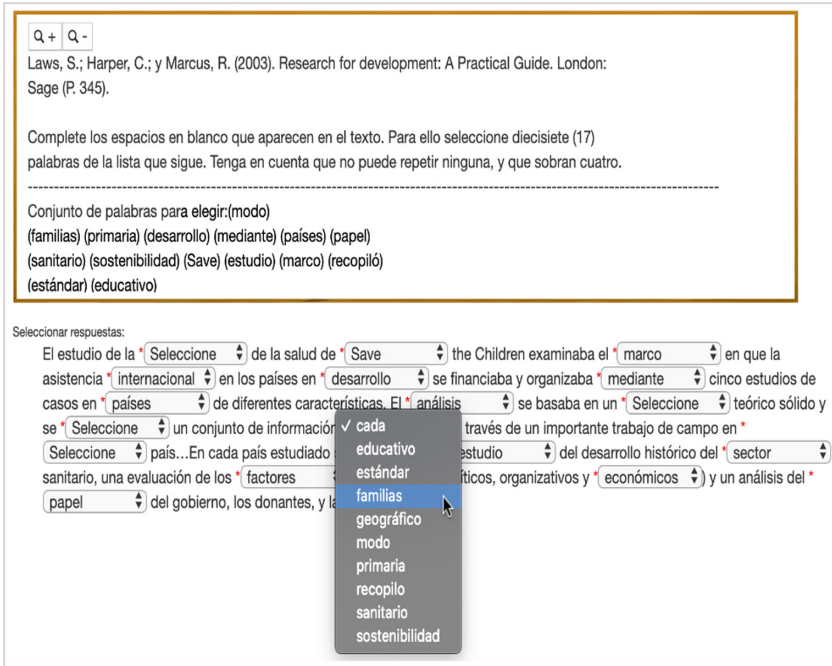 + -
Laws, S.; Harper, C.; y Marcus, R. (2003). Research for development: A Practical Guide. London:
Sage (P. 345).
Complete los espacios en blanco que aparecen en el texto. Para ello seleccione diecisiete (17)
palabras de la lista que sigue. Tenga en cuenta que no puede repetir ninguna, y que sobran cuatro.
Conjunto de palabras para elegir:(modo)
(familias) (primaria) (desarrollo) (mediante) (países) (papel)
(sanitario) (sostenibilidad) (Save) (estudio) (marco) (recopiló)
(estándar) (educativo)
Seleccionar respuestas:
El estudio de la * Seleccione de la salud de * Save the Children examinaba el * marco en que la
asistencia * internacional en los países en * desarrollo se financiaba y organizaba * mediante cinco estudios de
casos en * países de diferentes características. El * análisis se basaba en un * Seleccione teórico sólido y
se * Seleccione un conjunto de información través de un importante trabajo de campo en *
Seleccione país...En cada país estudiado estudio del desarrollo histórico del * sector
sanitario, una evaluación de los * factores íticos, organizativos y * económicos ) y un análisis del *
papel del gobierno, los donantes, y la
✓ cada
educativo
estándar
familias
geográfico
modo
primaria
recopilo
sanitario
sostenibilidad